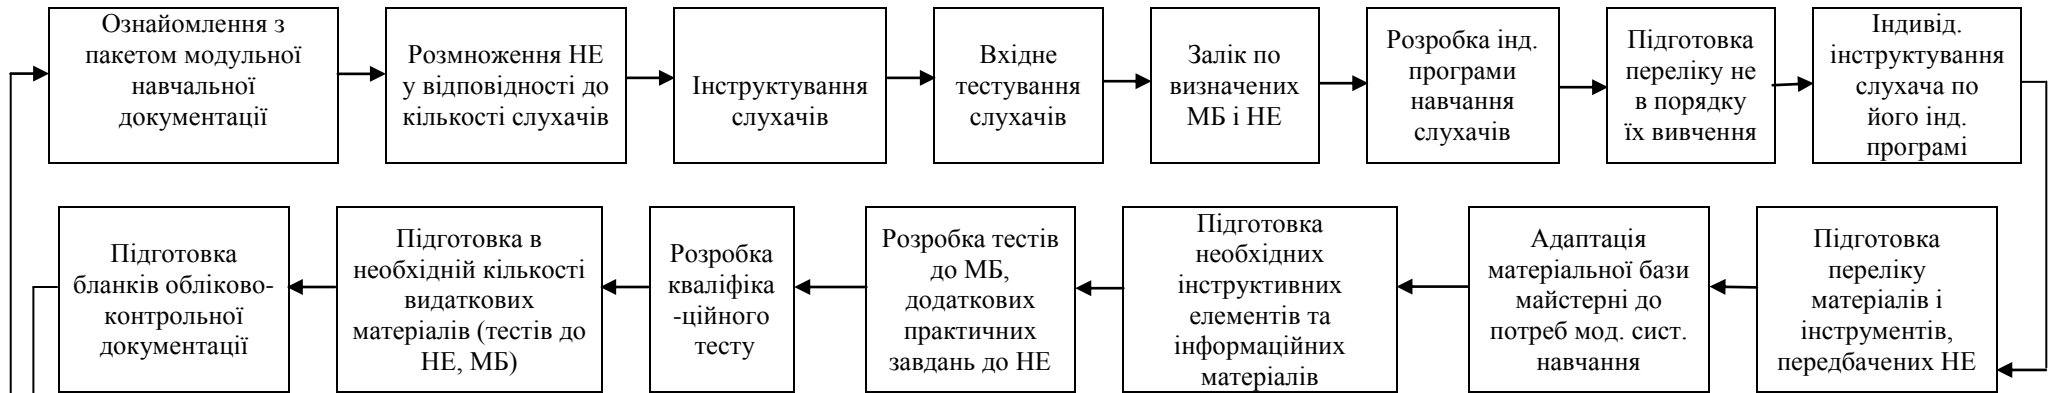 Ознайомлення з
пакетом модульної
навчальної
документації
Розмноження НЕ
у відповідності до
кількості слухачів
Інструктування
слухачів
Вхідне
тестування
слухачів
Залік по
визначених
МБ і НЕ
Розробка інд.
програми
навчання
слухачів
Підготовка
переліку не
в порядку
їх вивчення
Індивід.
інструктування
слухача по
його інд.
програмі
Підготовка
бланків обліково-
контрольної
документації
Підготовка в
необхідній кількості
видаткових
матеріалів (тестів до
НЕ, МБ)
Розробка
кваліфіка
-ційного
тесту
Розробка тестів
до МБ,
додаткових
практичних
завдань до НЕ
Підготовка
необхідних
інструктивних
елементів та
інформаційних
матеріалів
Адаптація
матеріальної бази
майстерні до
потреб мод. сист.
навчання
Підготовка
переліку
матеріалів і
інструментів,
передбачених НЕ